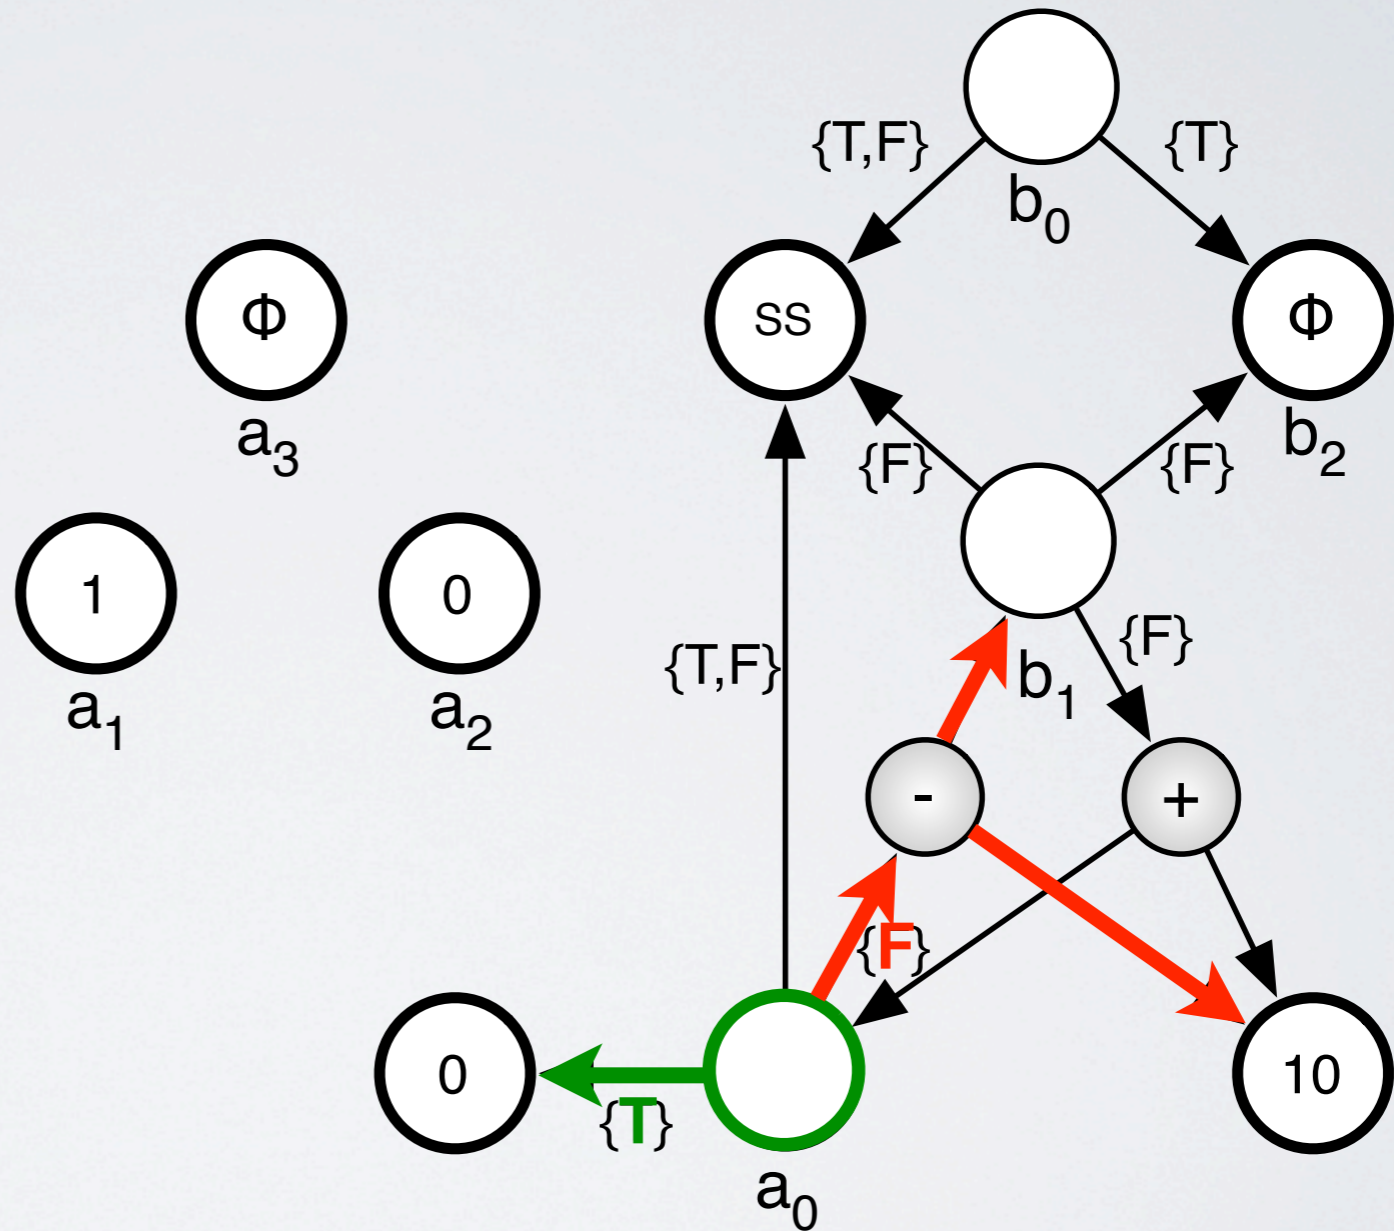 {T,F}
{T}
b0
Φ
SS
Φ
a3
b2
{F}
{F}
1
0
{T,F}
{F}
b1
a1
a2
-
+
{F}
0
10
{T}
a0